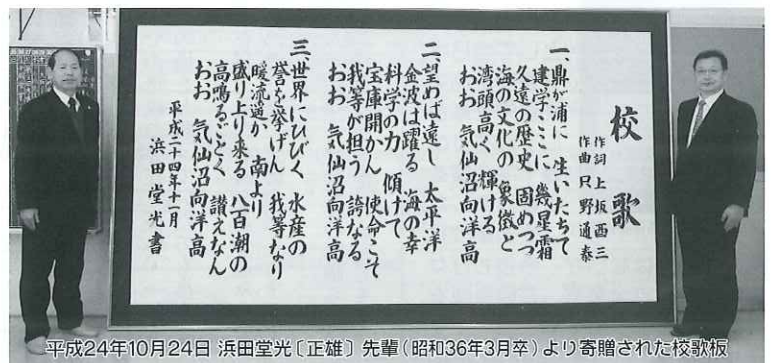 校歌
作詞 上坂酉三
作曲 只野通泰
一、鼎が浦に 生いたちて
建学ここに 幾星霜
久遠の歴史 固めつつ
海の文化の 象徴と
湾頭高く 輝ける
おお 気仙沼向洋高
二、望めば遠し 太平洋
金波は躍る 海の幸
科学の力 傾けて
宝庫開かん 使命こそ
我等が担う 誇なる
おお 気仙沼向洋高
三、世界にひびく 水産の
誉を挙げん 我等なり
暖流遥か 南より
盛り上り来る 八百潮の
高鳴るごとく 讃えなん
おお 気仙沼向洋高
平成二十四年十一月
浜田堂光書
平成24年10月24日 浜田堂光〔正雄〕先輩(昭和36年3月卒)より寄贈された校歌板